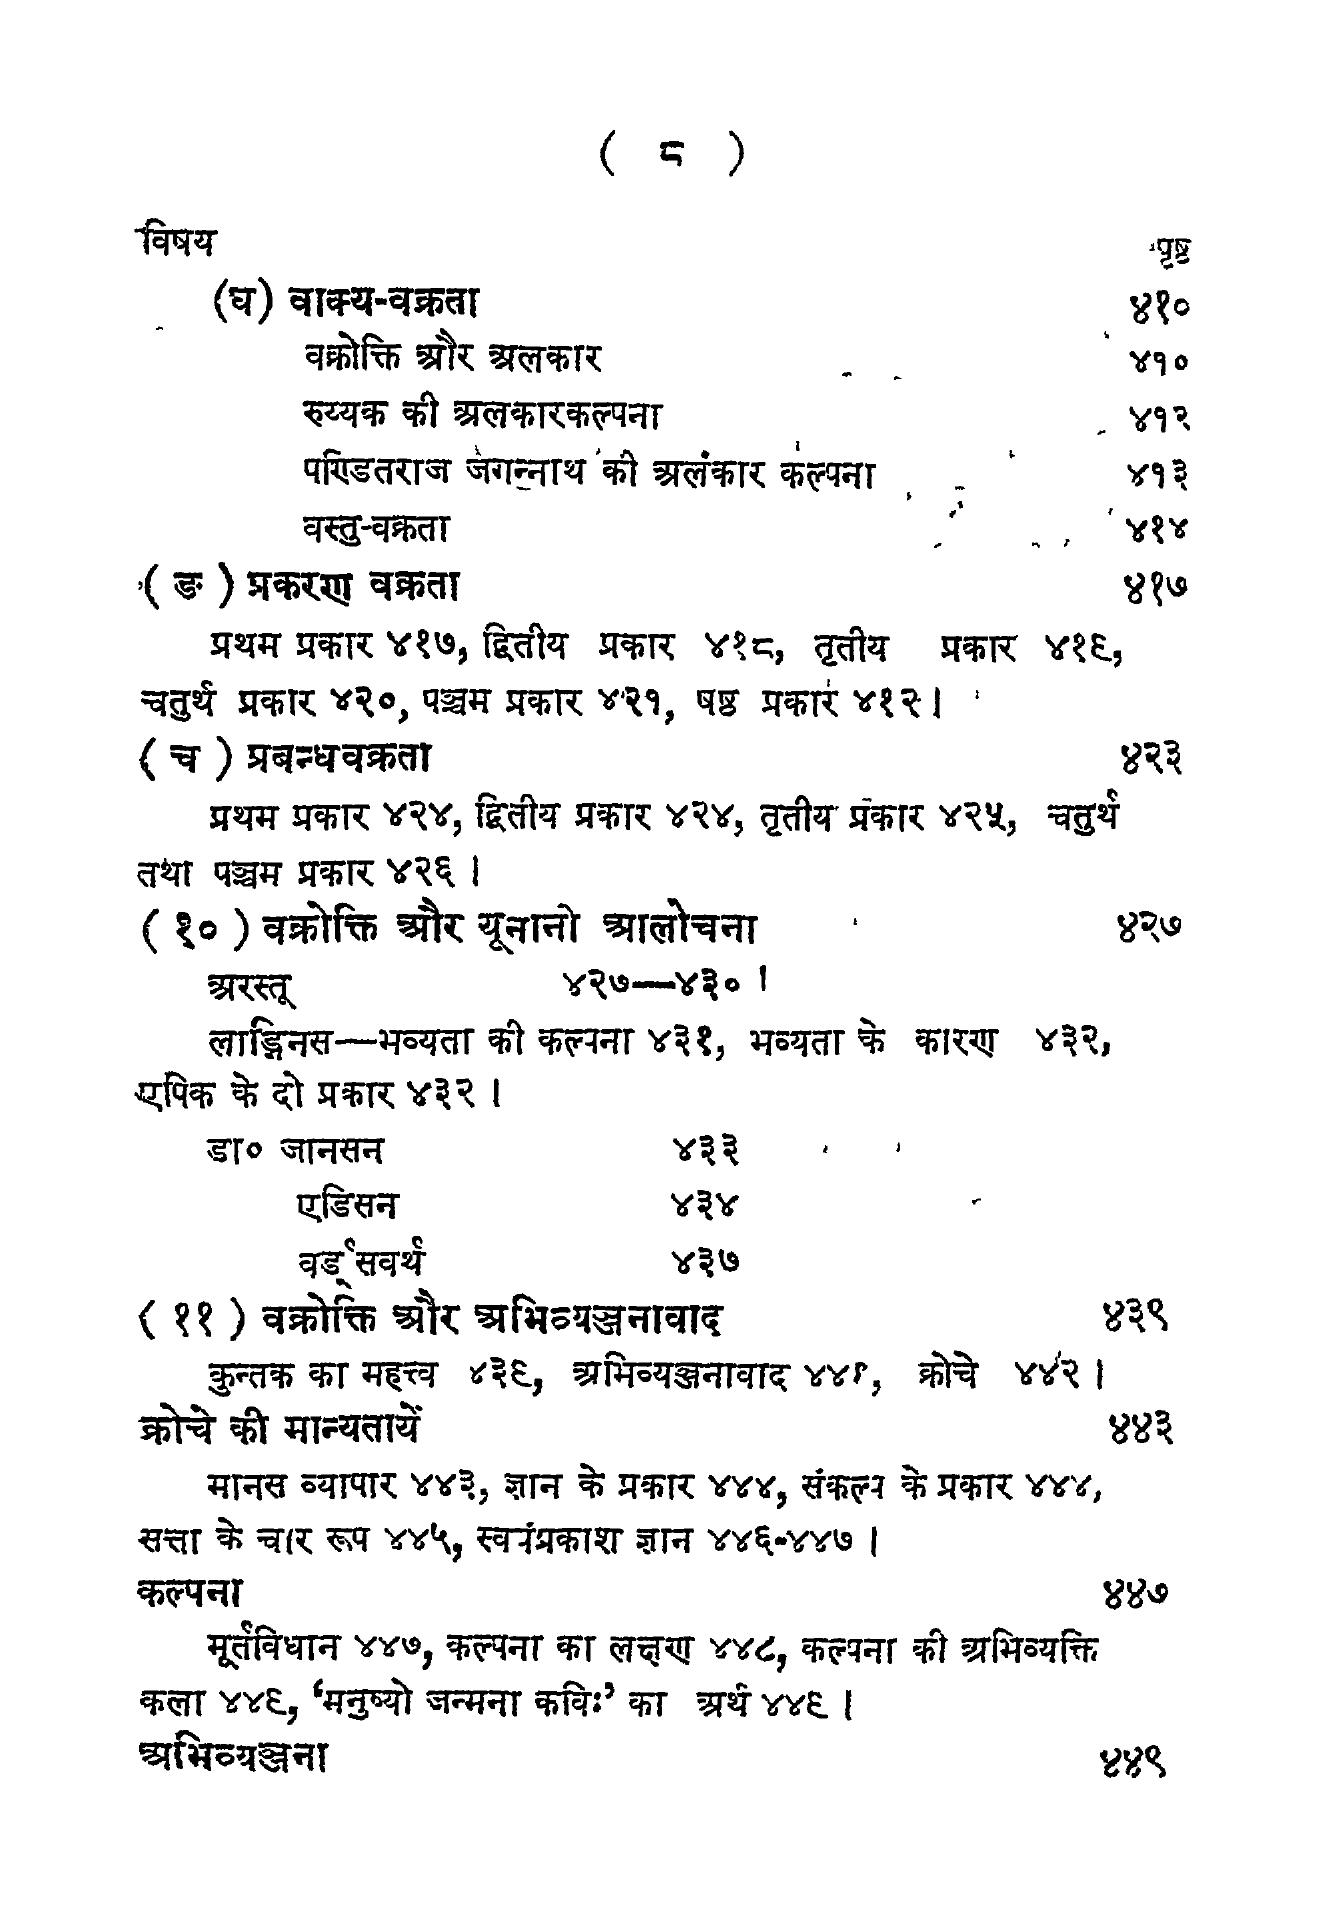 ( ८ )
विषय पृष्ठ
(घ) वाक्य-वक्रता ४१०
वक्रोक्ति और अलकार ४१०
रुय्यक की अलकारकल्पना ४१२
पण्डितराज जगन्नाथ की अलंकार कल्पना ४१३
वस्तु-वक्रता ४१४
( ङ ) प्रकरण वक्रता ४१७
प्रथम प्रकार ४१७, द्वितीय प्रकार ४१८, तृतीय प्रकार ४१९,
चतुर्थ प्रकार ४२०, पञ्चम प्रकार ४२१, षष्ठ प्रकार ४१२ ।
( च ) प्रबन्धवक्रता ४२३
प्रथम प्रकार ४२४, द्वितीय प्रकार ४२४, तृतीय प्रकार ४२५, चतुर्थ
तथा पञ्चम प्रकार ४२६ ।
( १० ) वक्रोक्ति और यूनानी आलोचना ४२७
अरस्तू ४२७—४३० ।
लाङ्गिनस—भव्यता की कल्पना ४३१, भव्यता के कारण ४३२,
एपिक के दो प्रकार ४३२ ।
डा० जानसन ४३३
एडिसन ४३४
वर्ड्सवर्थ ४३७
( ११ ) वक्रोक्ति और अभिव्यञ्जनावाद ४३९
कुन्तक का महत्त्व ४३९, अभिव्यञ्जनावाद ४४१, क्रोचे ४४२ ।
क्रोचे की मान्यतायें ४४३
मानस व्यापार ४४३, ज्ञान के प्रकार ४४४, संकल्प के प्रकार ४४४,
सत्ता के चार रूप ४४५, स्वयंप्रकाश ज्ञान ४४६-४४७ ।
कल्पना ४४७
मूर्तविधान ४४७, कल्पना का लक्षण ४४८, कल्पना की अभिव्यक्ति
कला ४४९, ‘मनुष्यो जन्मना कविः’ का अर्थ ४४९ ।
अभिव्यञ्जना ४४९